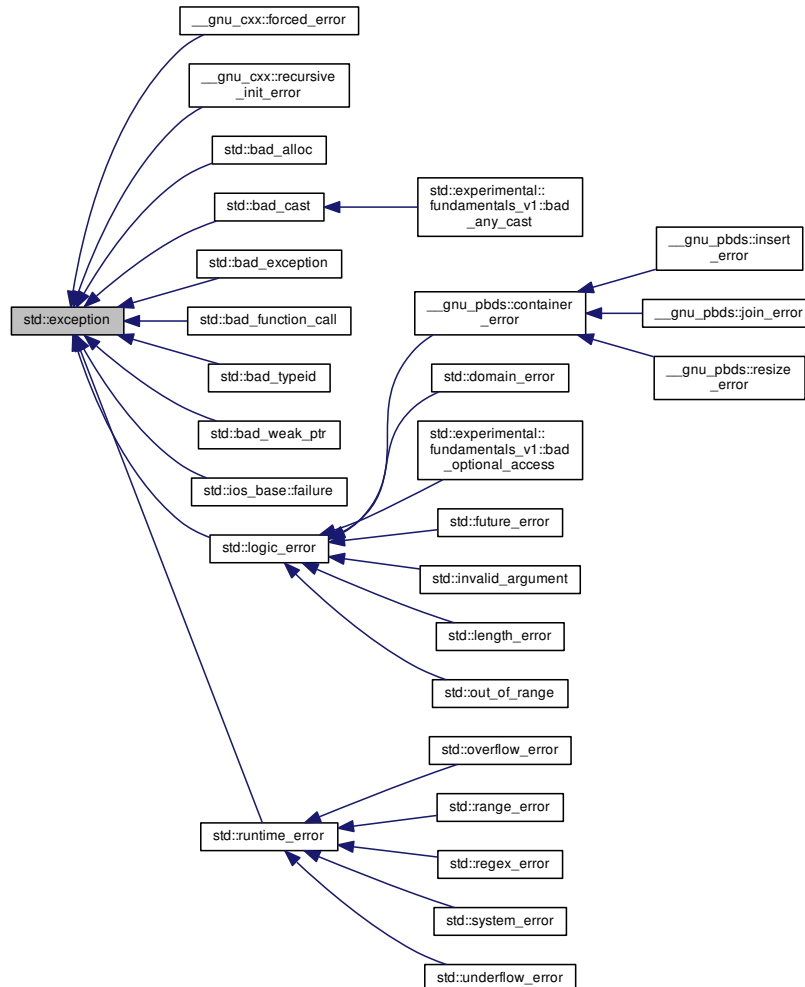 __gnu_cxx::forced_error
__gnu_cxx::recursive
_init_error
std::bad_alloc
std::bad_cast
std::experimental::
fundamentals_v1::bad
_any_cast
std::bad_exception
std::exception
std::bad_function_call
std::bad_typeid
std::bad_weak_ptr
std::ios_base::failure
std::logic_error
__gnu_pbds::container
_error
__gnu_pbds::insert
_error
__gnu_pbds::join_error
__gnu_pbds::resize
_error
std::domain_error
std::experimental::
fundamentals_v1::bad
_optional_access
std::future_error
std::invalid_argument
std::length_error
std::out_of_range
std::runtime_error
std::overflow_error
std::range_error
std::regex_error
std::system_error
std::underflow_error